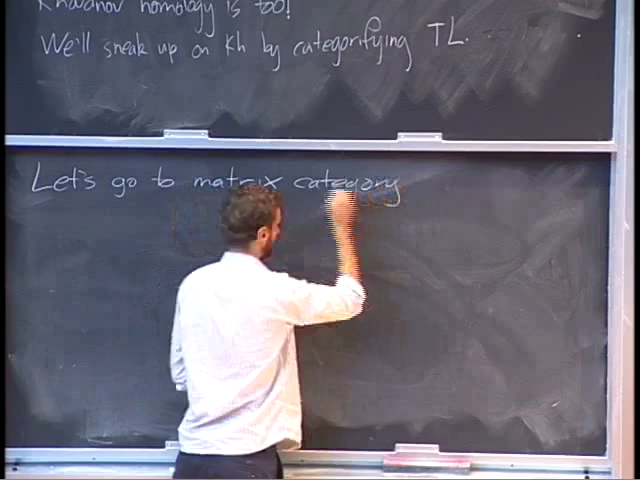 Khovanov homology is too!
We'll sneak up on Kh by categorifying TL.
Let's go to matrix category